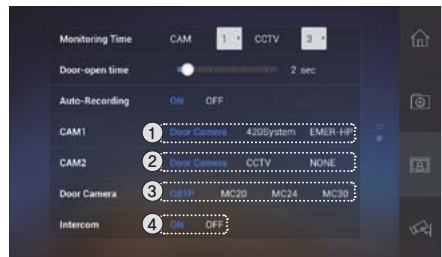 Monitoring Time CAM 1 CCTV 3
Door-open time 2 sec
Auto-Recording ON OFF
CAM1 1 Door Camera 420System EMER-HP
CAM2 2 Door Camera CCTV NONE
Door Camera 3 MC20 MC24 MC30
Intercom 4 ON OFF